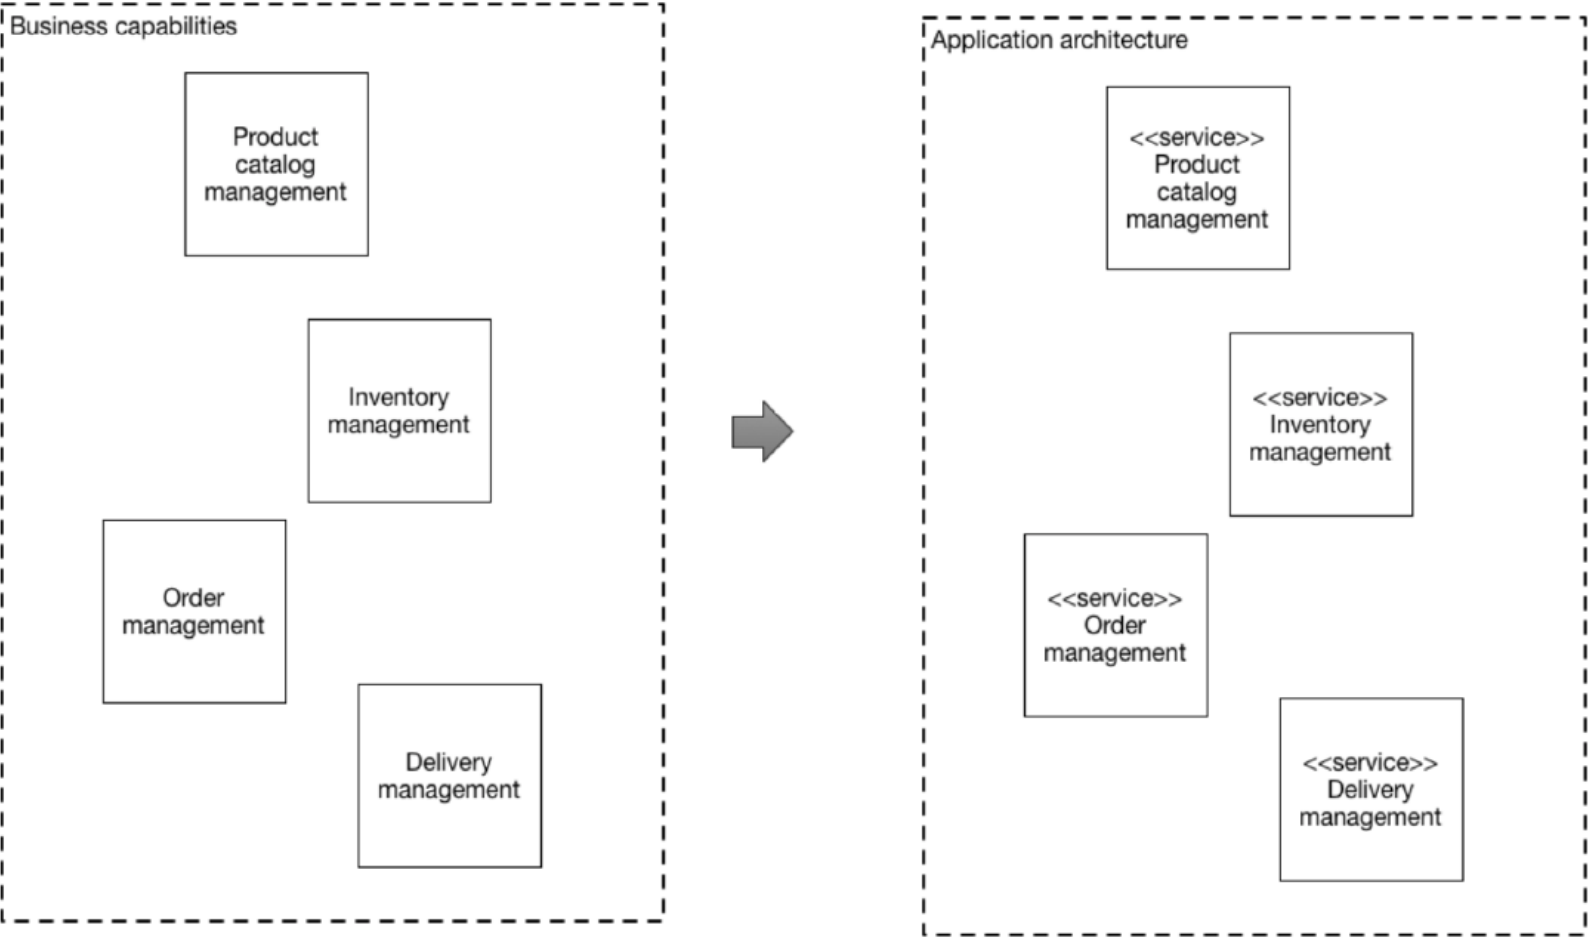 Business capabilities
Product
catalog
management
Inventory
management
Order
management
Delivery
management
Application architecture
<<service>>
Product
catalog
management
<<service>>
Inventory
management
<<service>>
Order
management
<<service>>
Delivery
management